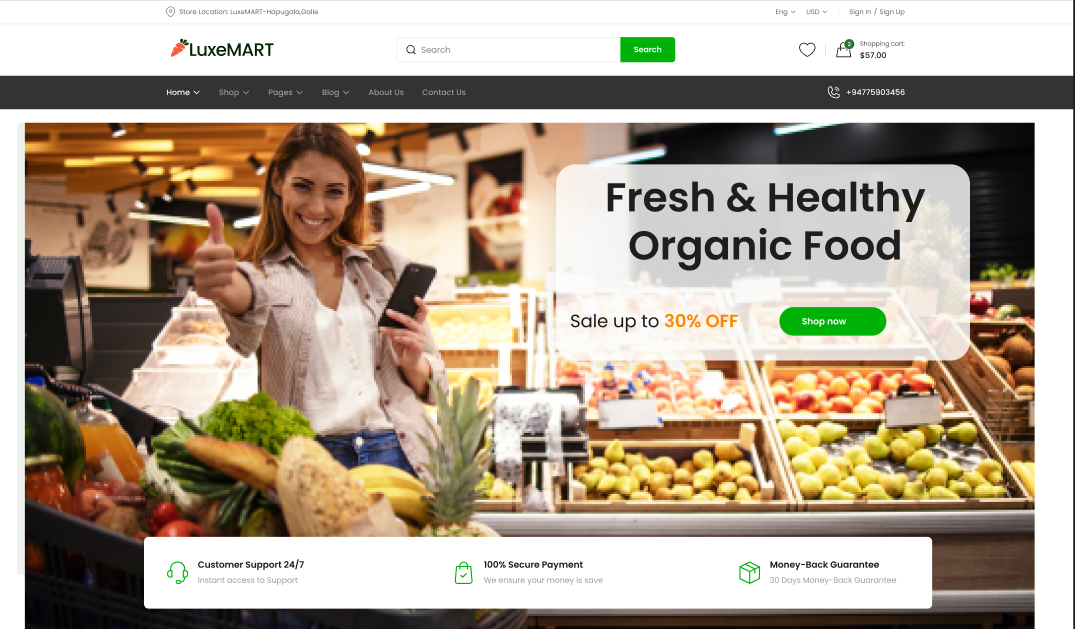 Store Location: LuxeMART-Hapugala,Galle
Eng USD Sign In / Sign Up
LuxeMART
Search
Search
2
Shopping cart:
$57.00
Home Shop Pages Blog About Us Contact Us
+94775903456
Fresh & Healthy
Organic Food
Sale up to 30% OFF
Shop now
Customer Support 24/7
Instant access to Support
100% Secure Payment
We ensure your money is save
Money-Back Guarantee
30 Days Money-Back Guarantee